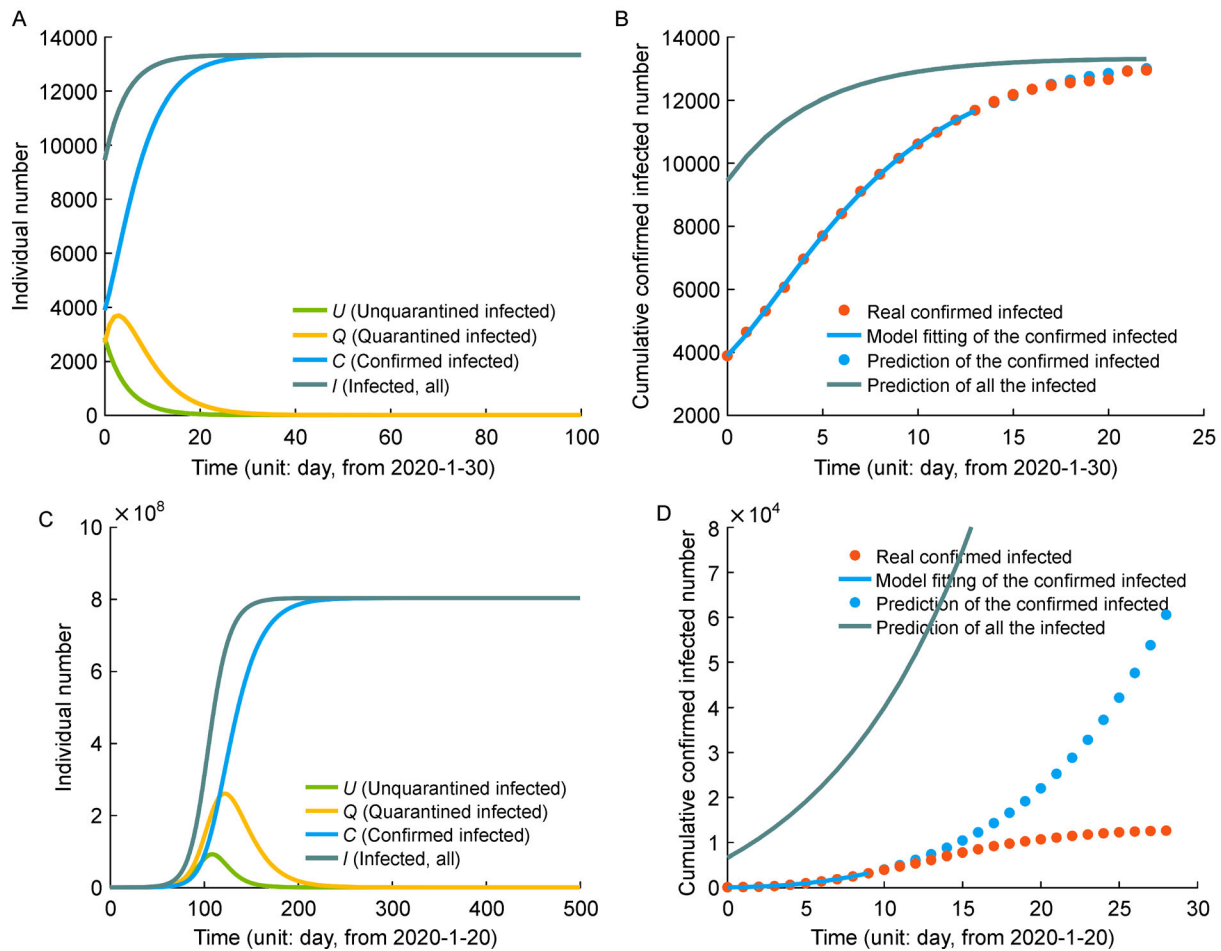 A
14000
12000
10000
8000
6000
4000
2000
0
Individual number
U (Unquarantined infected)
Q (Quarantined infected)
C (Confirmed infected)
I (Infected, all)
0 20 40 60 80 100
Time (unit: day, from 2020-1-30)
B
14000
12000
10000
8000
6000
4000
2000
Cumulative confirmed infected number
Real confirmed infected
Model fitting of the confirmed infected
Prediction of the confirmed infected
Prediction of all the infected
0 5 10 15 20 25
Time (unit: day, from 2020-1-30)
C
×10⁸
10
8
6
4
2
0
Individual number
U (Unquarantined infected)
Q (Quarantined infected)
C (Confirmed infected)
I (Infected, all)
0 100 200 300 400 500
Time (unit: day, from 2020-1-20)
D
×10⁴
8
7
6
5
4
3
2
1
0
Cumulative confirmed infected number
Real confirmed infected
Model fitting of the confirmed infected
Prediction of the confirmed infected
Prediction of all the infected
0 5 10 15 20 25 30
Time (unit: day, from 2020-1-20)